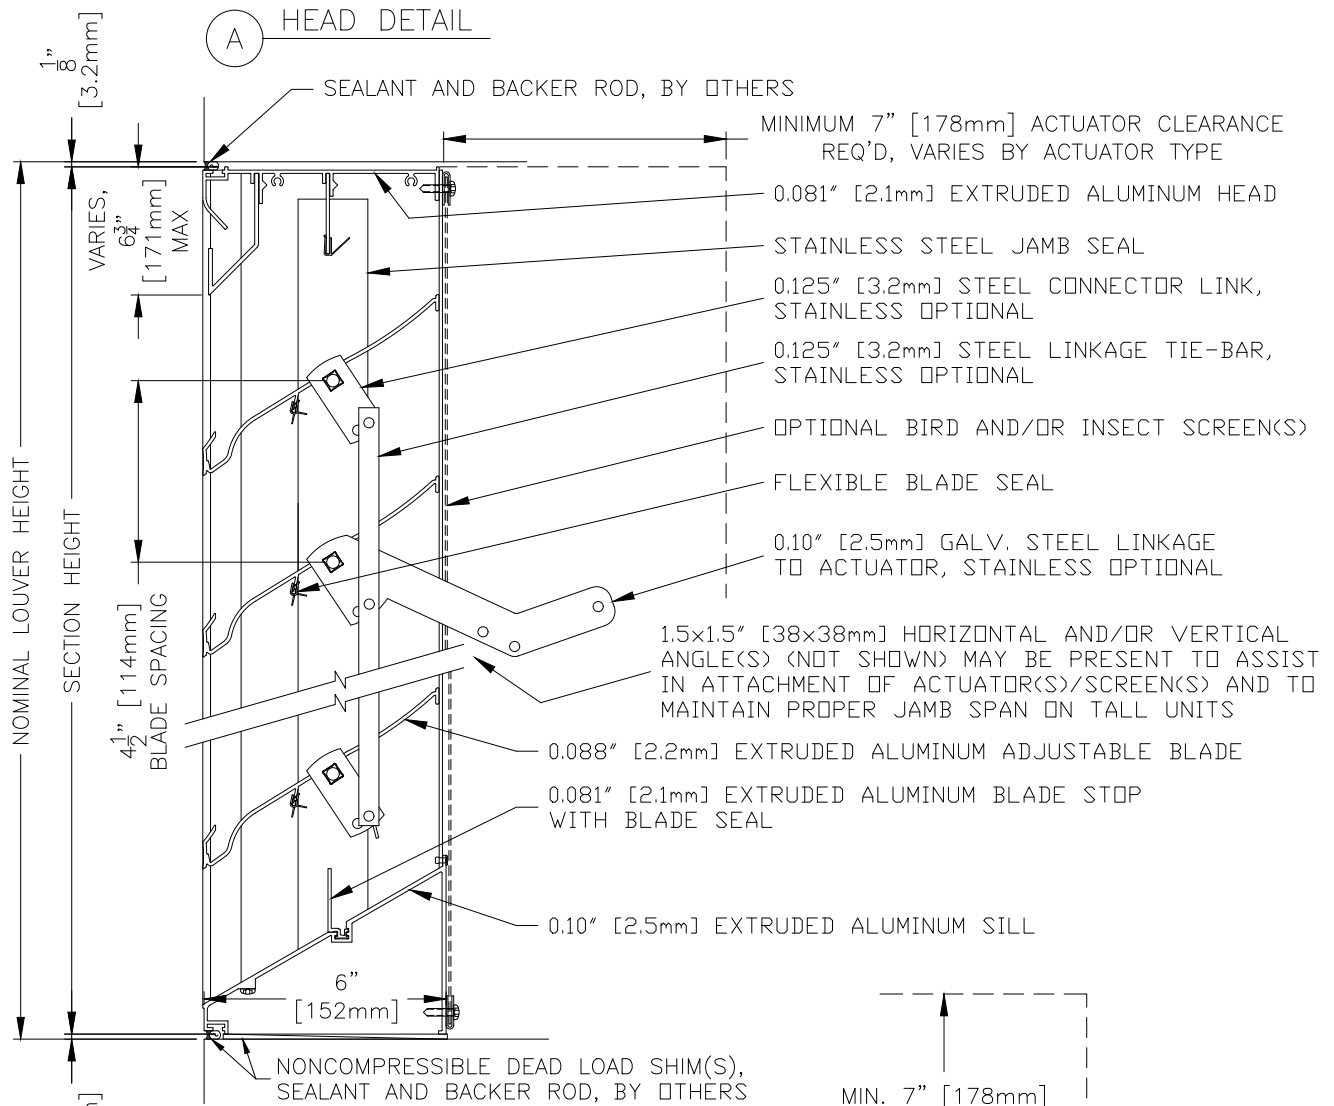 A
HEAD DETAIL
1/8"
[3.2mm]
SEALANT AND BACKER ROD, BY OTHERS
MINIMUM 7" [178mm] ACTUATOR CLEARANCE
REQ'D, VARIES BY ACTUATOR TYPE
0.081" [2.1mm] EXTRUDED ALUMINUM HEAD
VARIES,
6 3/4"
[171mm]
MAX
STAINLESS STEEL JAMB SEAL
0.125" [3.2mm] STEEL CONNECTOR LINK,
STAINLESS OPTIONAL
0.125" [3.2mm] STEEL LINKAGE TIE-BAR,
STAINLESS OPTIONAL
OPTIONAL BIRD AND/OR INSECT SCREEN(S)
FLEXIBLE BLADE SEAL
0.10" [2.5mm] GALV. STEEL LINKAGE
TO ACTUATOR, STAINLESS OPTIONAL
NOMINAL LOUVER HEIGHT
SECTION HEIGHT
4 1/2" [114mm]
BLADE SPACING
1.5x1.5" [38x38mm] HORIZONTAL AND/OR VERTICAL
ANGLE(S) (NOT SHOWN) MAY BE PRESENT TO ASSIST
IN ATTACHMENT OF ACTUATOR(S)/SCREEN(S) AND TO
MAINTAIN PROPER JAMB SPAN ON TALL UNITS
0.088" [2.2mm] EXTRUDED ALUMINUM ADJUSTABLE BLADE
0.081" [2.1mm] EXTRUDED ALUMINUM BLADE STOP
WITH BLADE SEAL
0.10" [2.5mm] EXTRUDED ALUMINUM SILL
6"
[152mm]
NONCOMPRESSIBLE DEAD LOAD SHIM(S),
SEALANT AND BACKER ROD, BY OTHERS
MIN. 7" [178mm]